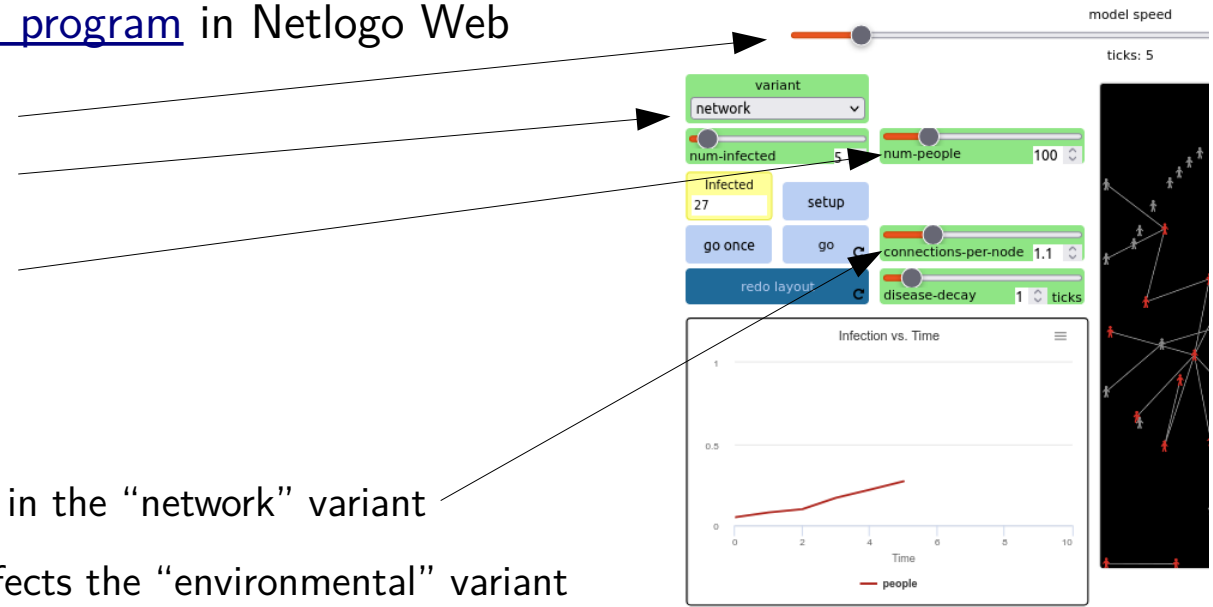 program in Netlogo Web
model speed
ticks: 5
variant
network
num-infected 5
num-people 100
Infected
27
setup
go once
go
connections-per-node 1.1
redo layout
disease-decay 1 ticks
Infection vs. Time
1
0.5
0
0 2 4 6 8 10
Time
people
in the “network” variant
fects the “environmental” variant